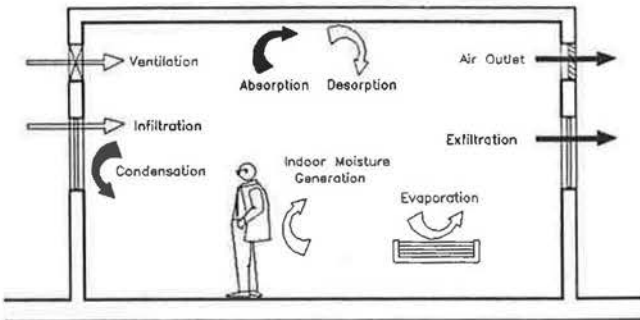 Ventilation
Air Outlet
Absorption
Desorption
Infiltration
Exfiltration
Condensation
Indoor Moisture
Generation
Evaporation